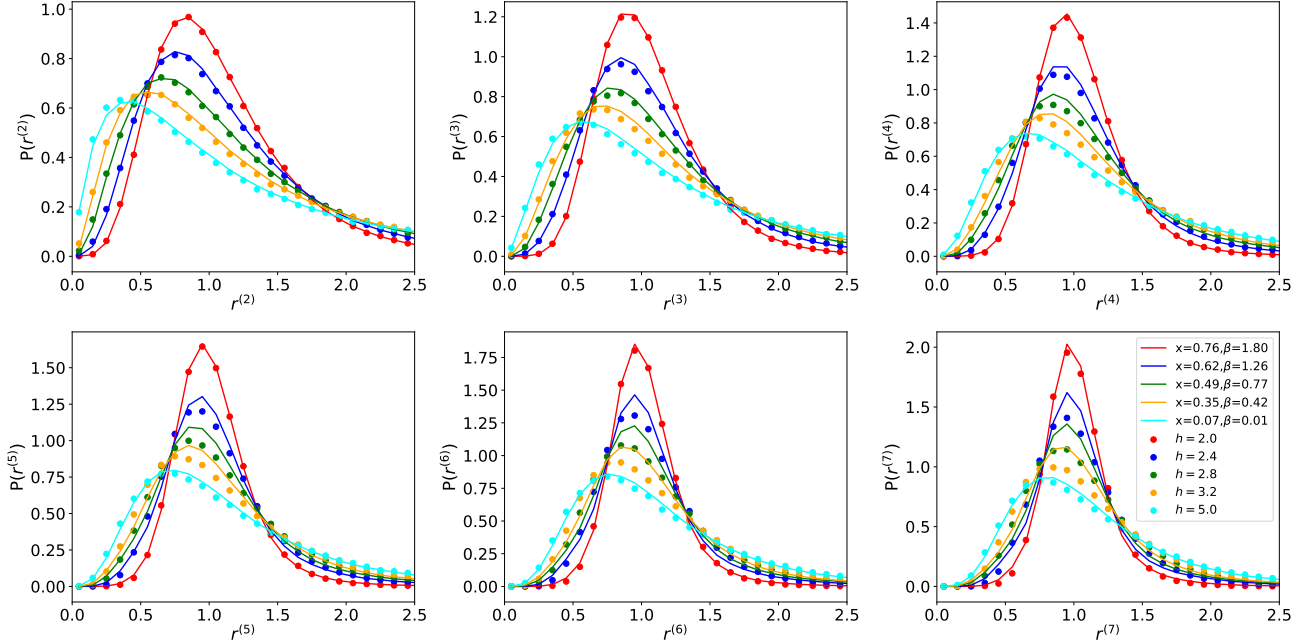 P(r^(2))
1.0
0.8
0.6
0.4
0.2
0.0
0.0 0.5 1.0 1.5 2.0 2.5
r^(2)
P(r^(3))
1.2
1.0
0.8
0.6
0.4
0.2
0.0
0.0 0.5 1.0 1.5 2.0 2.5
r^(3)
P(r^(4))
1.4
1.2
1.0
0.8
0.6
0.4
0.2
0.0
0.0 0.5 1.0 1.5 2.0 2.5
r^(4)
P(r^(5))
1.50
1.25
1.00
0.75
0.50
0.25
0.00
0.0 0.5 1.0 1.5 2.0 2.5
r^(5)
P(r^(6))
1.75
1.50
1.25
1.00
0.75
0.50
0.25
0.00
0.0 0.5 1.0 1.5 2.0 2.5
r^(6)
P(r^(7))
2.0
1.5
1.0
0.5
0.0
0.0 0.5 1.0 1.5 2.0 2.5
r^(7)
x=0.76,β=1.80
x=0.62,β=1.26
x=0.49,β=0.77
x=0.35,β=0.42
x=0.07,β=0.01
h = 2.0
h = 2.4
h = 2.8
h = 3.2
h = 5.0